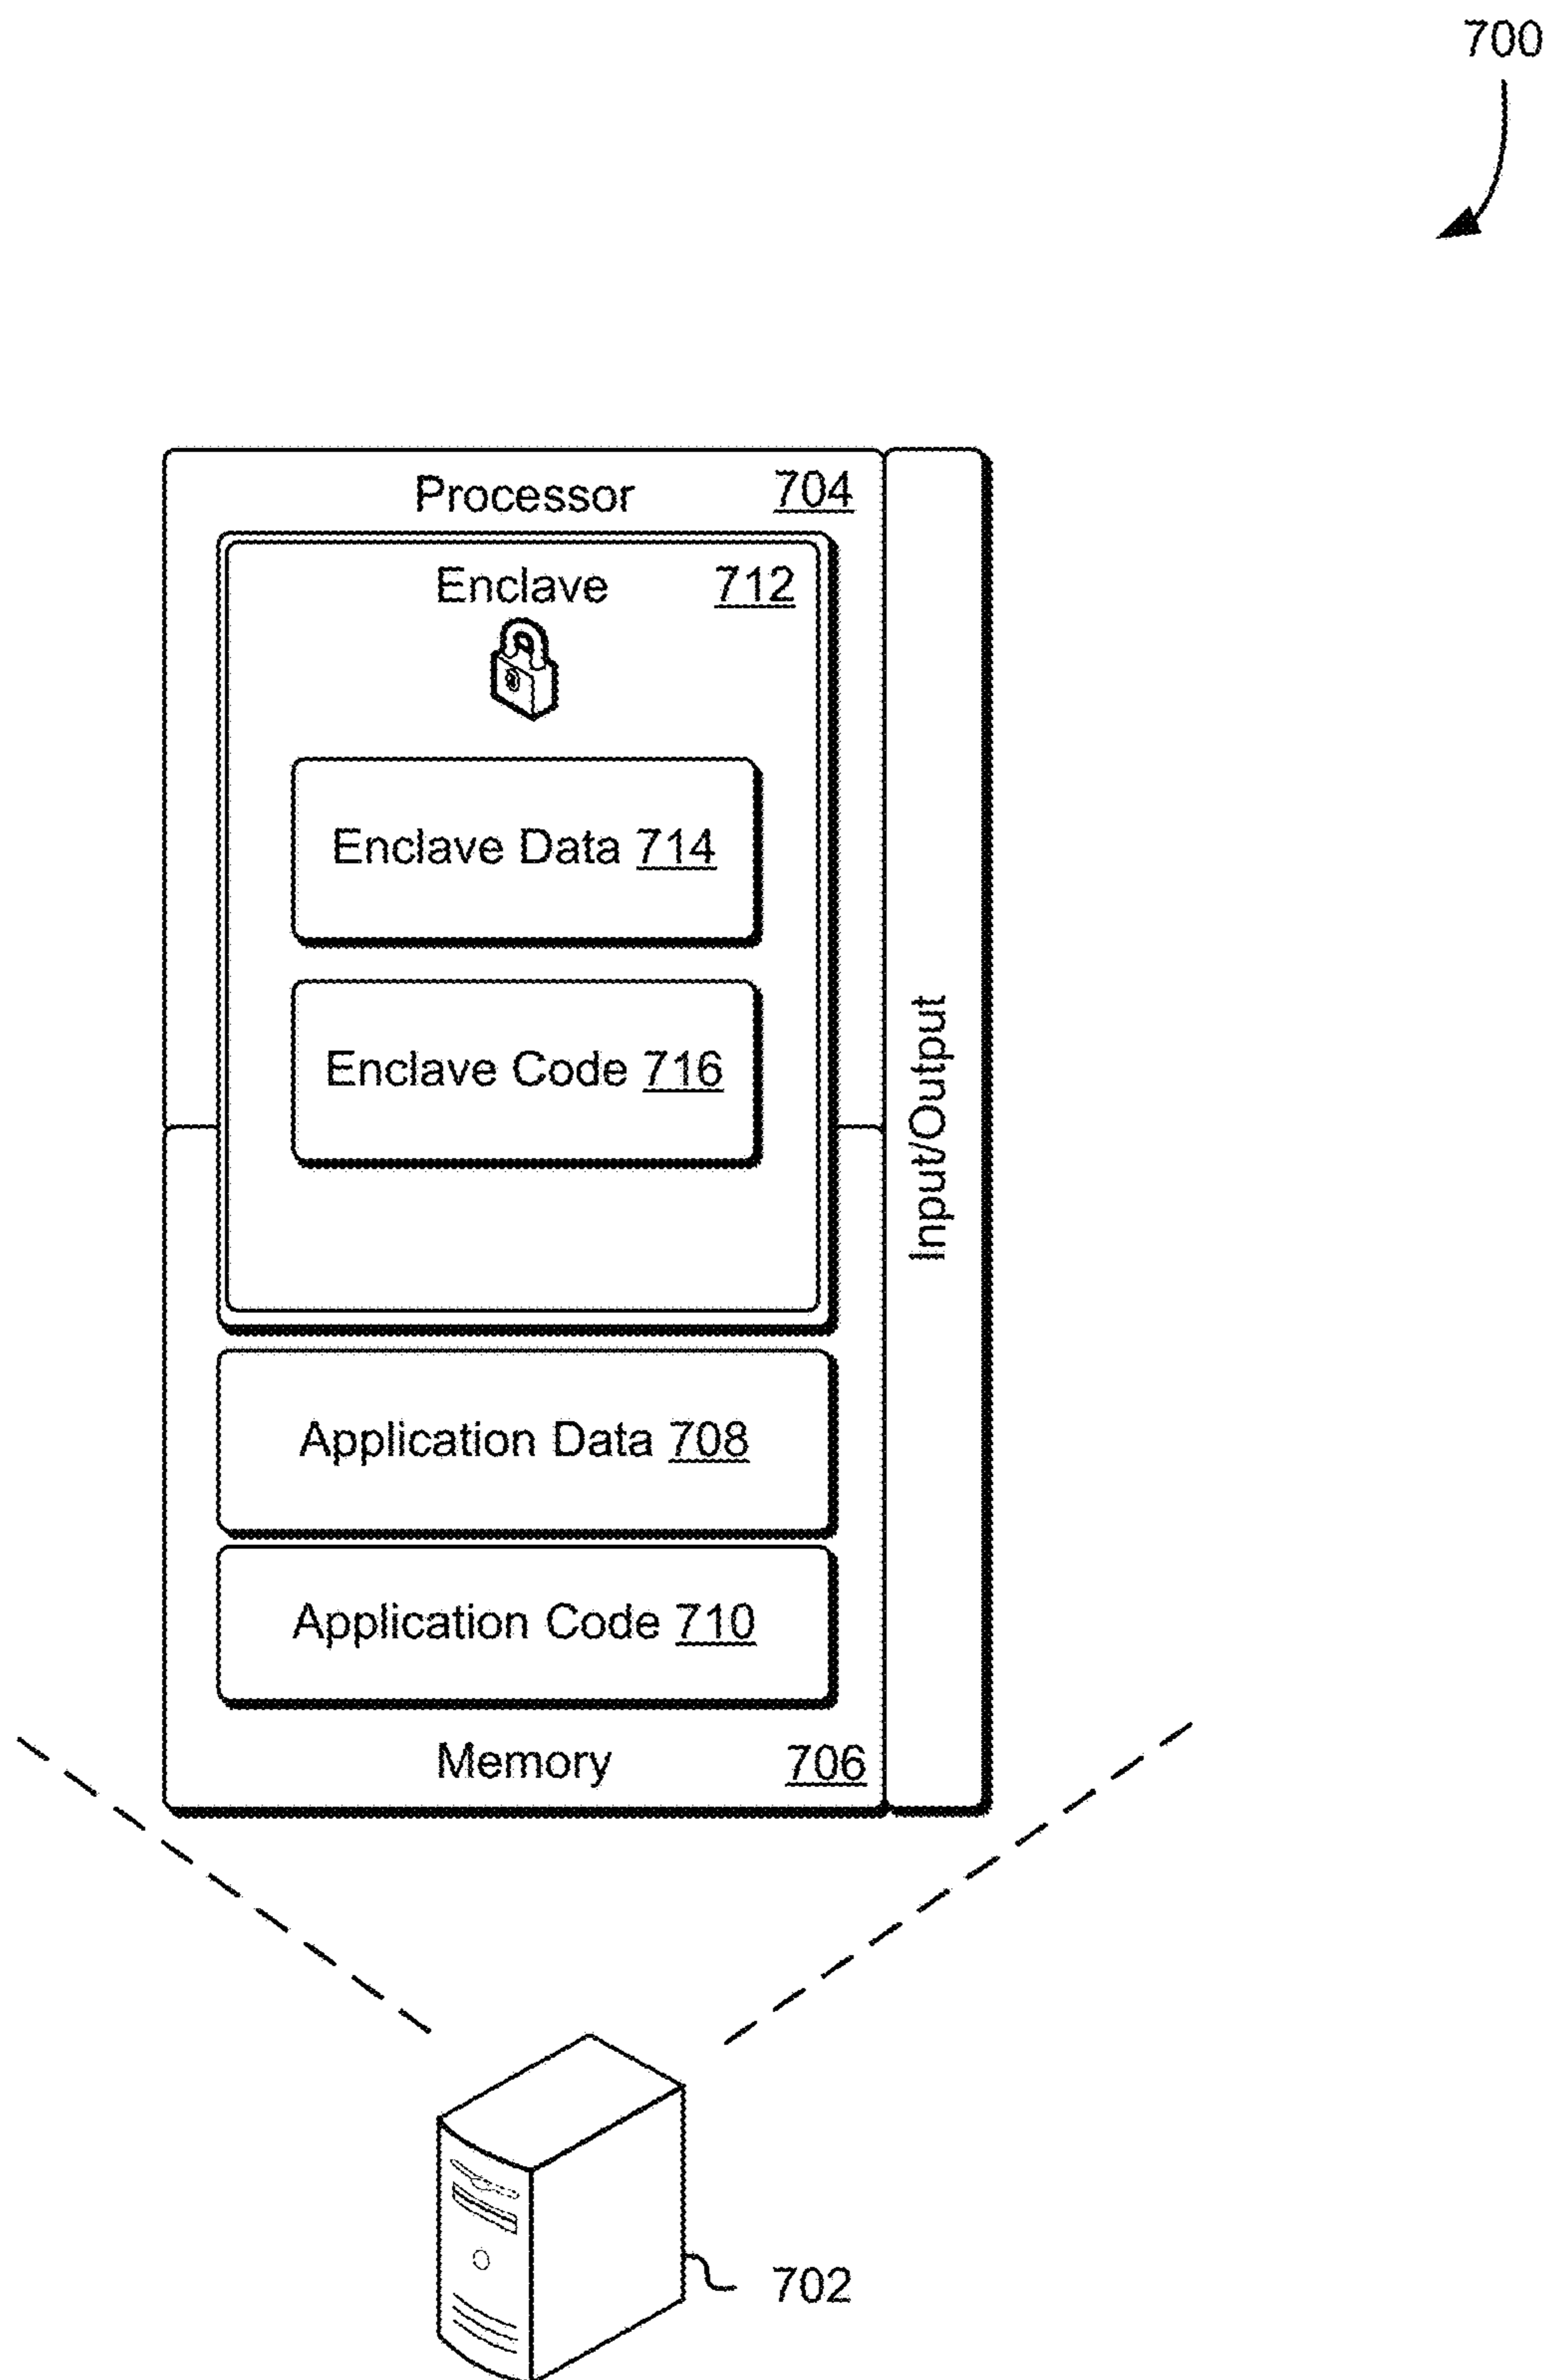 700
Processor 704
Enclave 712
Enclave Data 714
Enclave Code 716
Input/Output
Application Data 708
Application Code 710
Memory 706
702